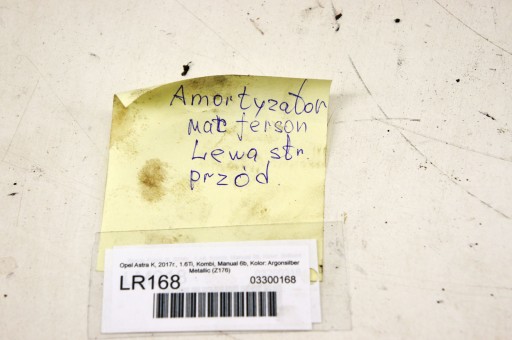 Amortyzator
mac ferson
Lewa str
przód.
Opel Astra K, 2017r., 1.6Ti, Kombi, Manual 6b, Kolor: Argonsilber
Metallic (Z176)
LR168
03300168